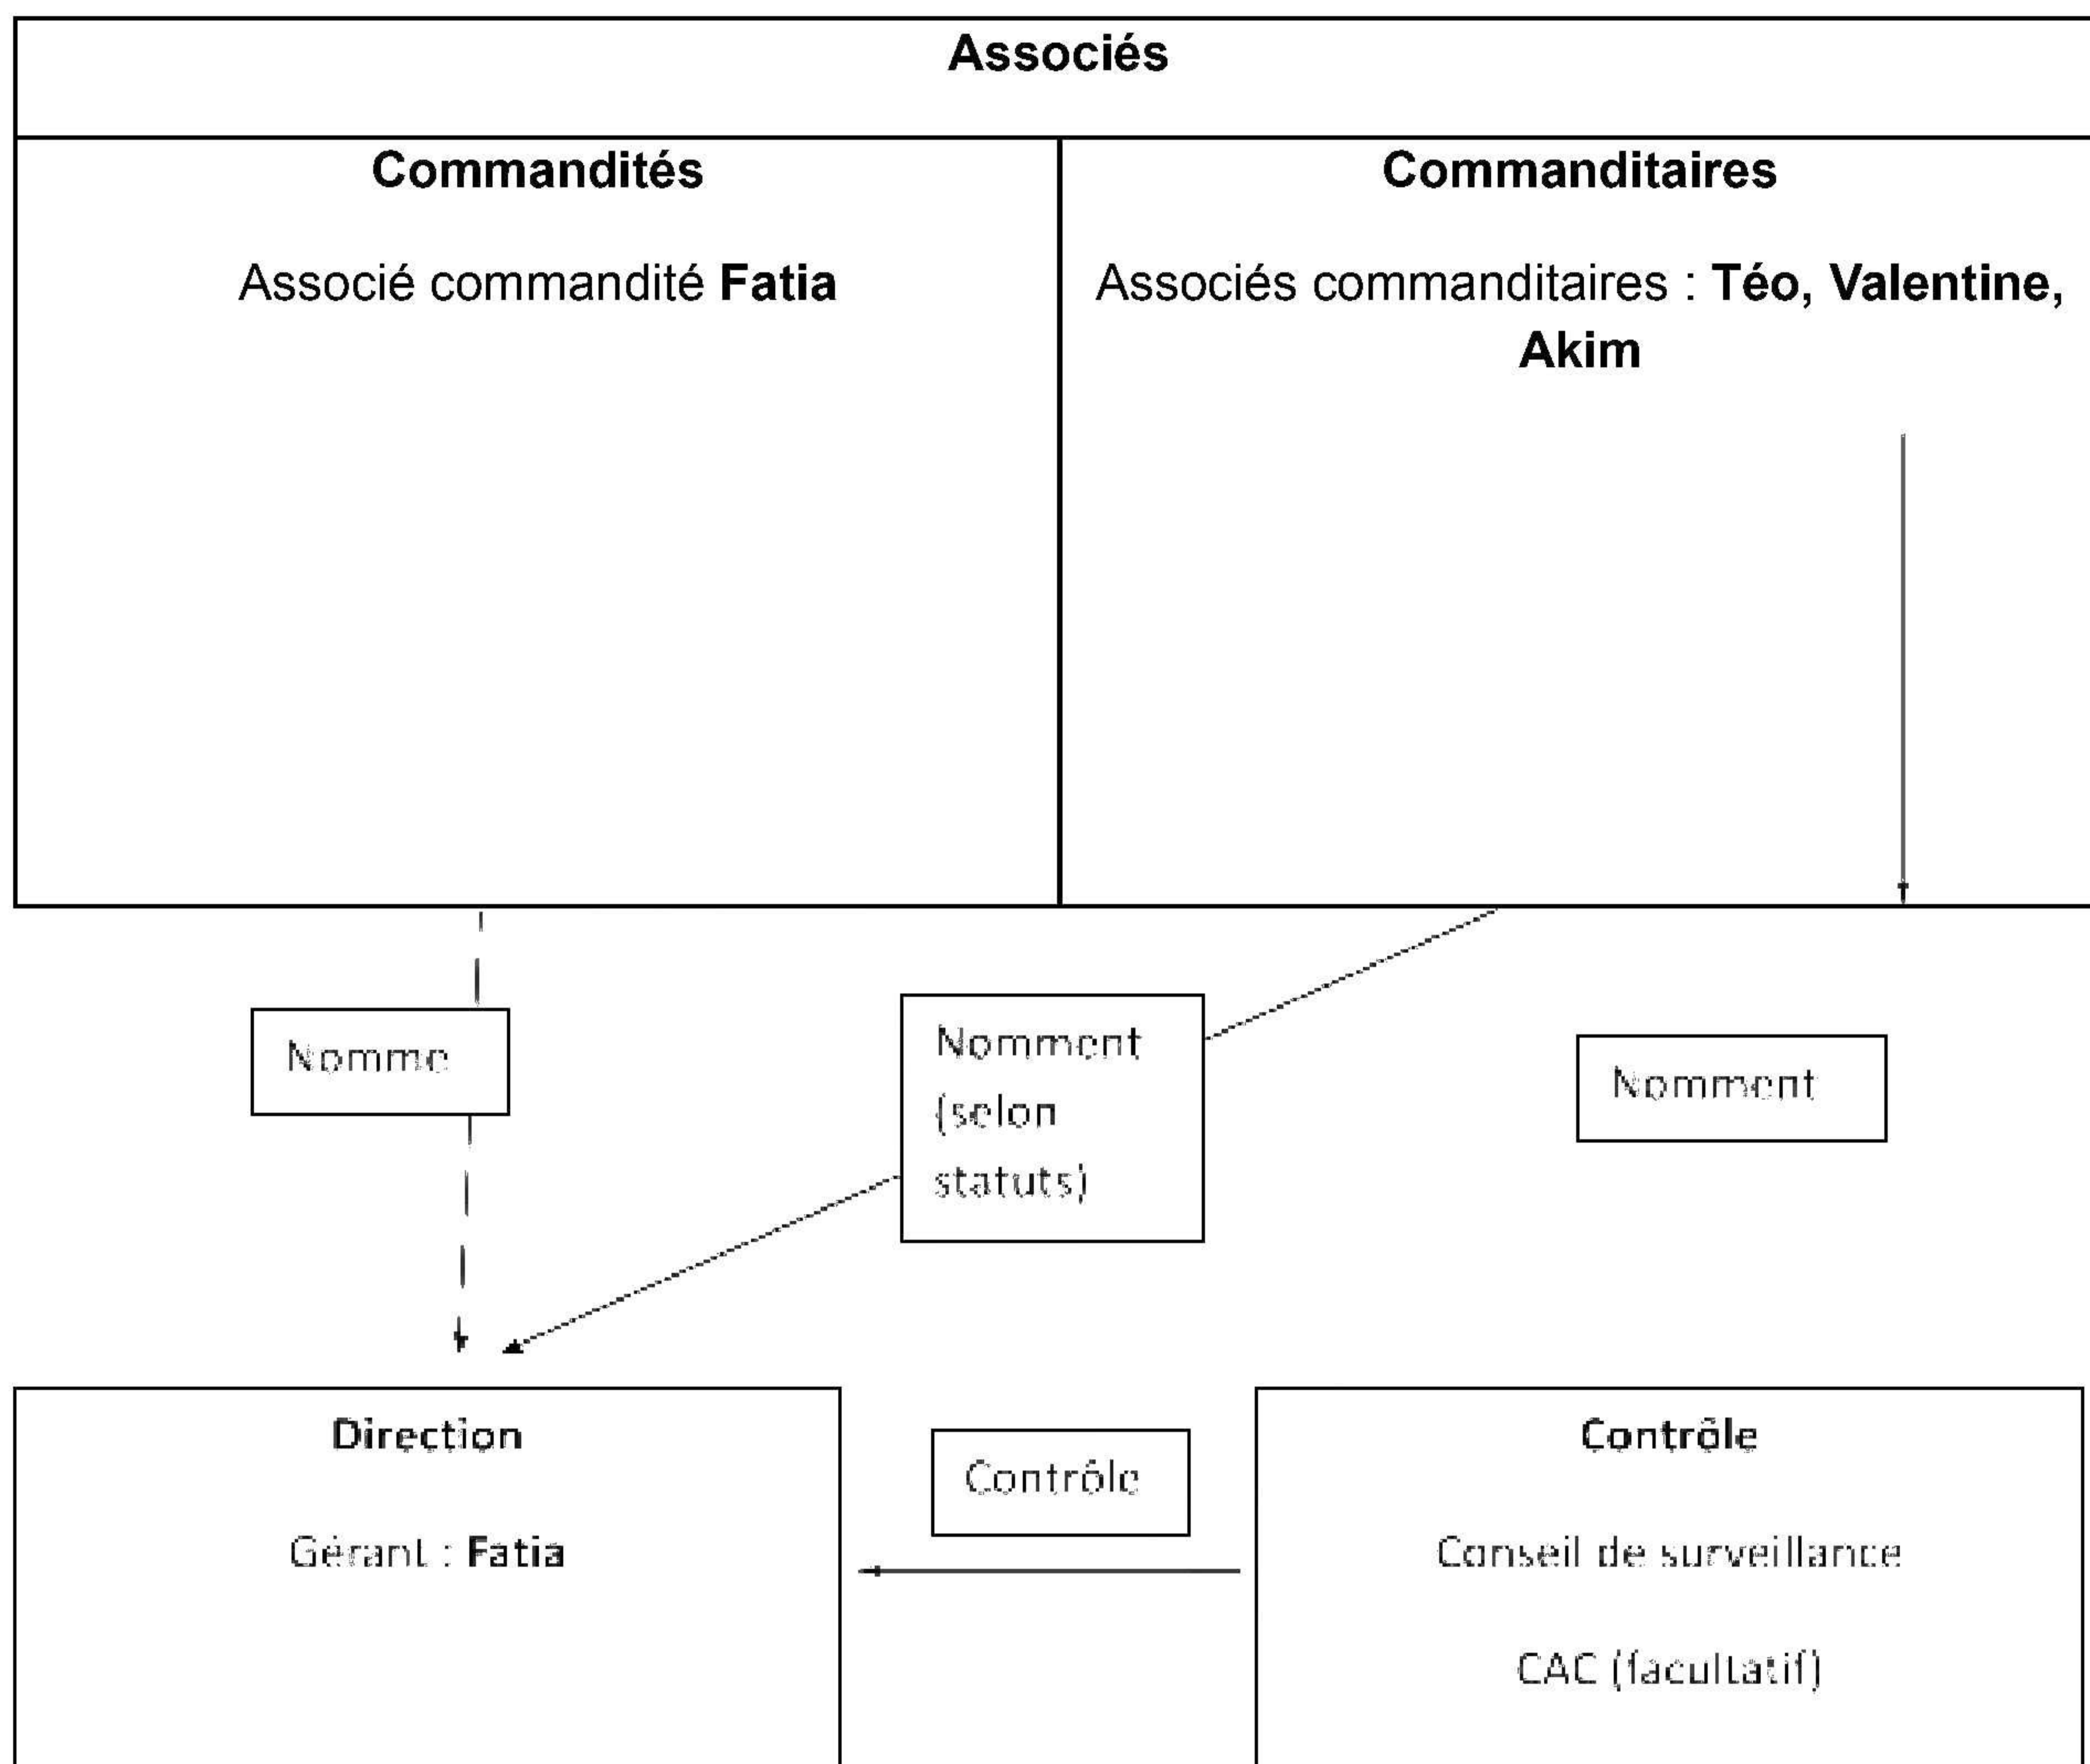 Associés
Commandités
Associé commandité Fatia
Commanditaires
Associés commanditaires : Téo, Valentine,
Akim
Nomme
Nomment
(selon
statuts)
Nomment
Direction
Gérant : Fatia
Contrôle
Contrôle
Conseil de surveillance
CAC (facultatif)